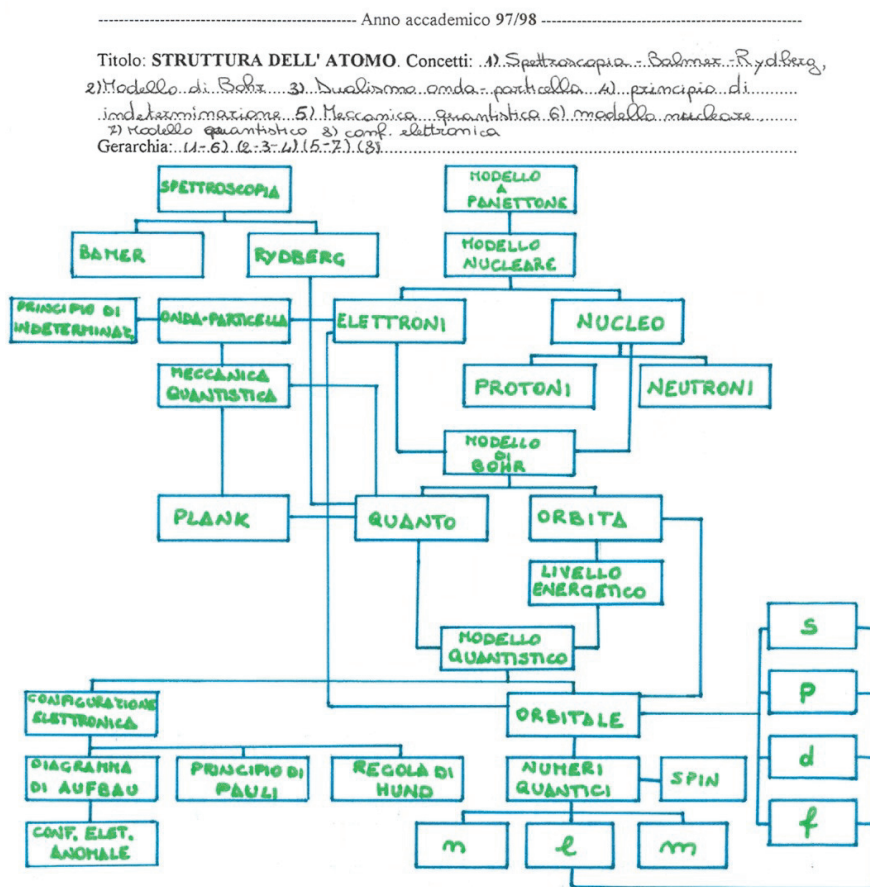 Anno accademico 97/98
Titolo: STRUTTURA DELL' ATOMO. Concetti: 1) Spettroscopia - Balmer - Rydberg,
2) Modello di Bohr 3) Dualismo onda-particella 4) principio di
indeterminazione 5) Meccanica quantistica 6) modello nucleare
7) Modello quantistico 8) conf. elettronica
Gerarchia: (1-6) (2-3-4) (5-7) (8)
SPETTROSCOPIA
MODELLO
A
PANETTONE
BAMER
RYDBERG
MODELLO
NUCLEARE
PRINCIPIO DI
INDETERMINAZ.
ONDA-PARTICELLA
ELETTRONI
NUCLEO
MECCANICA
QUANTISTICA
PROTONI
NEUTRONI
MODELLO
DI
BOHR
PLANK
QUANTO
ORBITA
LIVELLO
ENERGETICO
MODELLO
QUANTISTICO
S
P
d
f
CONFIGURAZIONE
ELETTRONICA
ORBITALE
DIAGRAMMA
DI AUFBAU
PRINCIPIO DI
PAULI
REGOLA DI
HUND
NUMERI
QUANTICI
SPIN
CONF. ELET.
ANOMALE
n
l
m